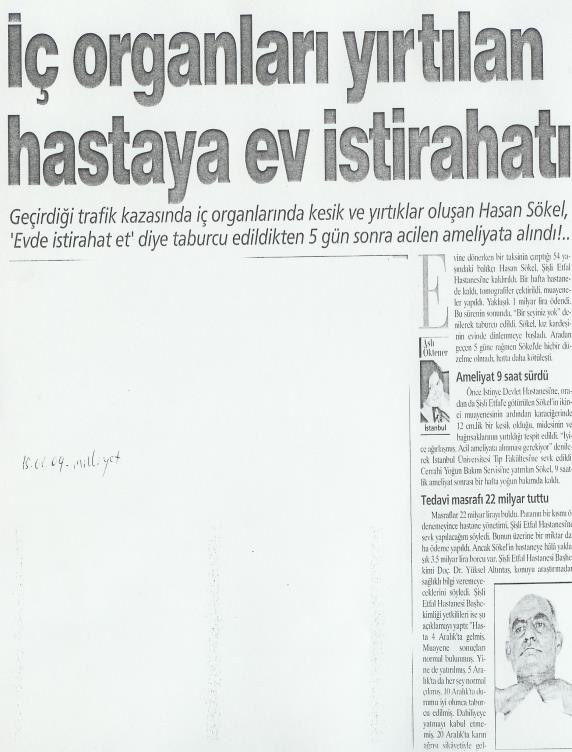 İç organları yırtılan
hastaya ev istirahatı
Geçirdiği trafik kazasında iç organlarında kesik ve yırtıklar oluşan Hasan Sökel,
'Evde istirahat et' diye taburcu edildikten 5 gün sonra acilen ameliyata alındı!..
Evine dönerken bir taksinin çarptığı 54 ya-
şındaki balıkçı Hasan Sökel, Şişli Etfal
Hastanesi'ne kaldırıldı. Bir hafta hastane-
de kaldı, tomografiler çektirildi, muayene-
ler yapıldı. Yaklaşık 1 milyar lira ödendi.
Bu sürenin sonunda, "Bir şeyiniz yok" de-
nilerek taburcu edildi. Sökel, kız kardeşi-
nin evinde dinlenmeye başladı. Aradan
geçen 5 güne rağmen Sökel'de hiçbir dü-
zelme olmadı, hatta daha kötüleşti.
Aslı
Öktener
İstanbul
Ameliyat 9 saat sürdü
Önce İstinye Devlet Hastanesi'ne, ora-
dan da Şişli Etfal'e götürülen Sökel'in ikin-
ci muayenesinin ardından karaciğerinde
12 cm.lik bir kesik olduğu, midesinin ve
bağırsaklarının yırtıldığı tespit edildi. "İyi-
ce ağırlaşmış. Acil ameliyata alınması gerekiyor" denile-
rek İstanbul Üniversitesi Tıp Fakültesi'ne sevk edildi.
Cerrahi Yoğun Bakım Servisi'ne yatırılan Sökel, 9 saat-
lik ameliyat sonrası bir hafta yoğun bakımda kaldı.
Tedavi masrafı 22 milyar tuttu
Masraflar 22 milyar lirayı buldu. Paranın bir kısmı ö-
denemeyince hastane yönetimi, Şişli Etfal Hastanesi'ne
sevk yapılacağını söyledi. Bunun üzerine bir miktar da-
ha ödeme yapıldı. Ancak Sökel'in hastaneye hâlâ yakla-
şık 3.5 milyar lira borcu var. Şişli Etfal Hastanesi Başhe-
kimi Doç. Dr. Yüksel Altuntaş, konuyu araştırmadan
sağlıklı bilgi veremeye-
ceklerini söyledi. Şişli
Etfal Hastanesi Başhe-
kimliği yetkilileri ise şu
açıklamayı yaptı: "Has-
ta 4 Aralık'ta gelmiş.
Muayene sonuçları
normal bulunmuş. Yi-
ne de yatırılmış. 5 Ara-
lık'ta da her şey normal
çıkmış. 10 Aralık'ta du-
rumu iyi olunca tabur-
cu edilmiş. Dahiliyeye
yatmayı kabul etme-
miş. 20 Aralık'ta karın
ağrısı şikâyetiyle gel-
15.01.04 - milliyet